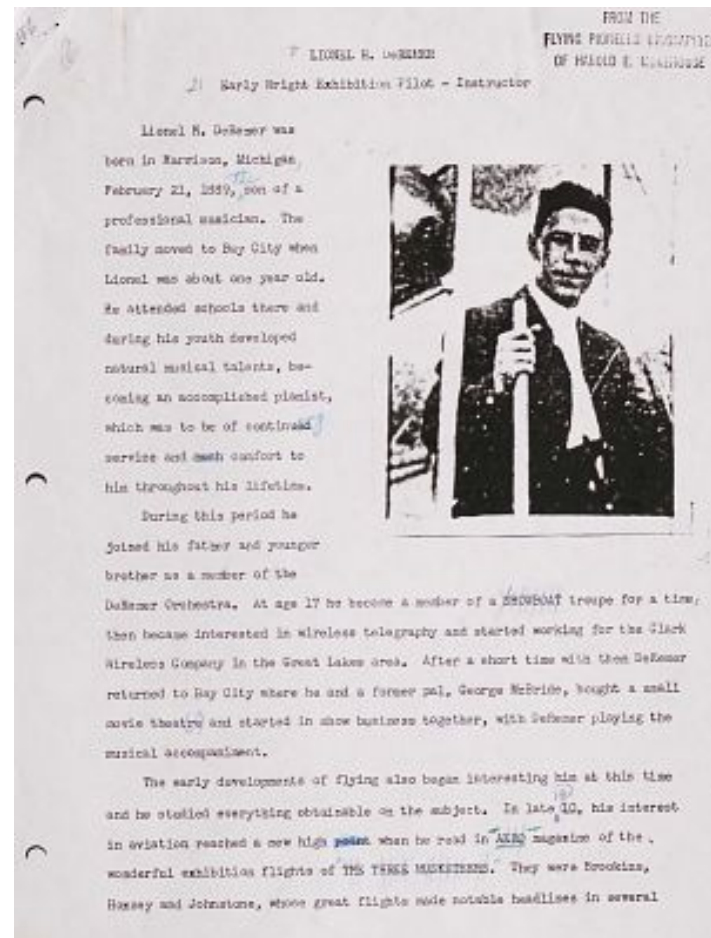 FROM THE
FLYING PIONEERS BIOGRAPHIES
OF HAROLD E. MOREHOUSE
LIONEL H. DeREMER
Early Wright Exhibition Pilot - Instructor
Lionel H. DeRemer was
born in Harrison, Michigan,
February 21, 1889, son of a
professional musician. The
family moved to Bay City when
Lionel was about one year old.
He attended schools there and
during his youth developed
natural musical talents, be-
coming an accomplished pianist,
which was to be of continued
service and much comfort to
him throughout his lifetime.
During this period he
joined his father and younger
brother as a member of the
DeRemer Orchestra. At age 17 he became a member of a SHOWBOAT troupe for a time,
then became interested in wireless telegraphy and started working for the Clark
Wireless Company in the Great Lakes area. After a short time with them DeRemer
returned to Bay City where he and a former pal, George McBride, bought a small
movie theatre and started in show business together, with DeRemer playing the
musical accompaniment.
The early developments of flying also began interesting him at this time
and he studied everything obtainable on the subject. In late 10, his interest
in aviation reached a new high point when he read in AERO magazine of the
wonderful exhibition flights of THE THREE MUSKETEERS. They were Brookins,
Hoxsey and Johnstone, whose great flights made notable headlines in several